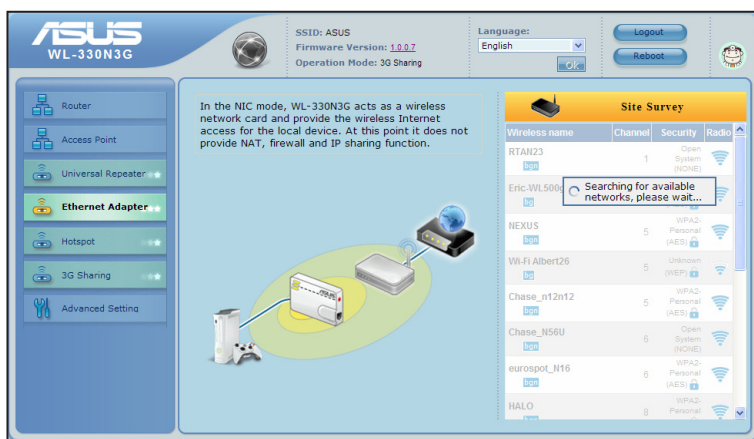 ASUS
WL-330N3G
SSID: ASUS
Firmware Version: 1.0.0.7
Operation Mode: 3G Sharing
Language:
English
Ok
Logout
Reboot
Router
Access Point
Universal Repeater
Ethernet Adapter
Hotspot
3G Sharing
Advanced Setting
In the NIC mode, WL-330N3G acts as a wireless
network card and provide the wireless Internet
access for the local device. At this point it does not
provide NAT, firewall and IP sharing function.
Site Survey
Wireless name Channel Security Radio
RTAN23
bgn
1
Open
System
(NONE)
Eric-WL500g
bg
Searching for available
networks, please wait...
NEXUS
bgn
5
WPA2-
Personal
(AES)
Wi-Fi Albert26
bg
5
Unknown
(WEP)
Chase_n12n12
bgn
5
WPA2-
Personal
(AES)
Chase_N56U
bgn
6
Open
System
(NONE)
eurospot_N16
bgn
6
WPA2-
Personal
(AES)
HALO
bgn
8
WPA2-
Personal